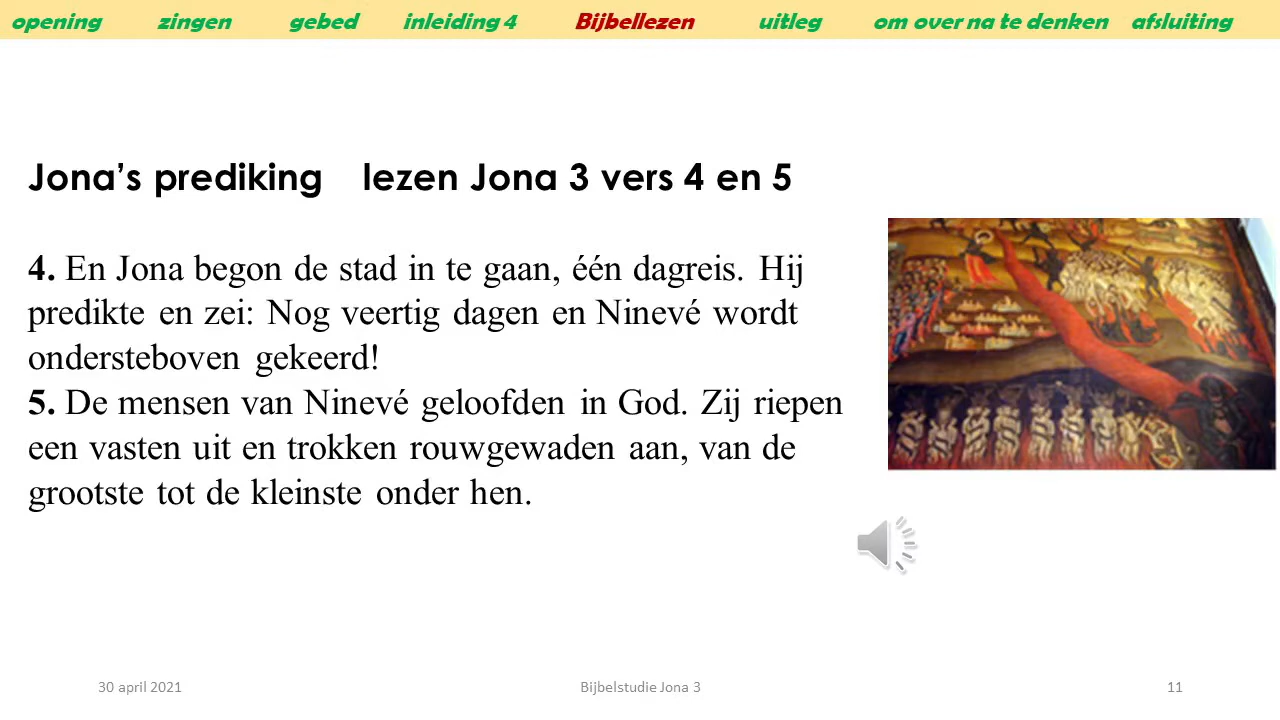 opening zingen gebed inleiding 4 Bijbellezen uitleg om over na te denken afsluiting
Jona’s prediking lezen Jona 3 vers 4 en 5
4. En Jona begon de stad in te gaan, één dagreis. Hij
predikte en zei: Nog veertig dagen en Ninevé wordt
ondersteboven gekeerd!
5. De mensen van Ninevé geloofden in God. Zij riepen
een vasten uit en trokken rouwgewaden aan, van de
grootste tot de kleinste onder hen.
30 april 2021 Bijbelstudie Jona 3 11